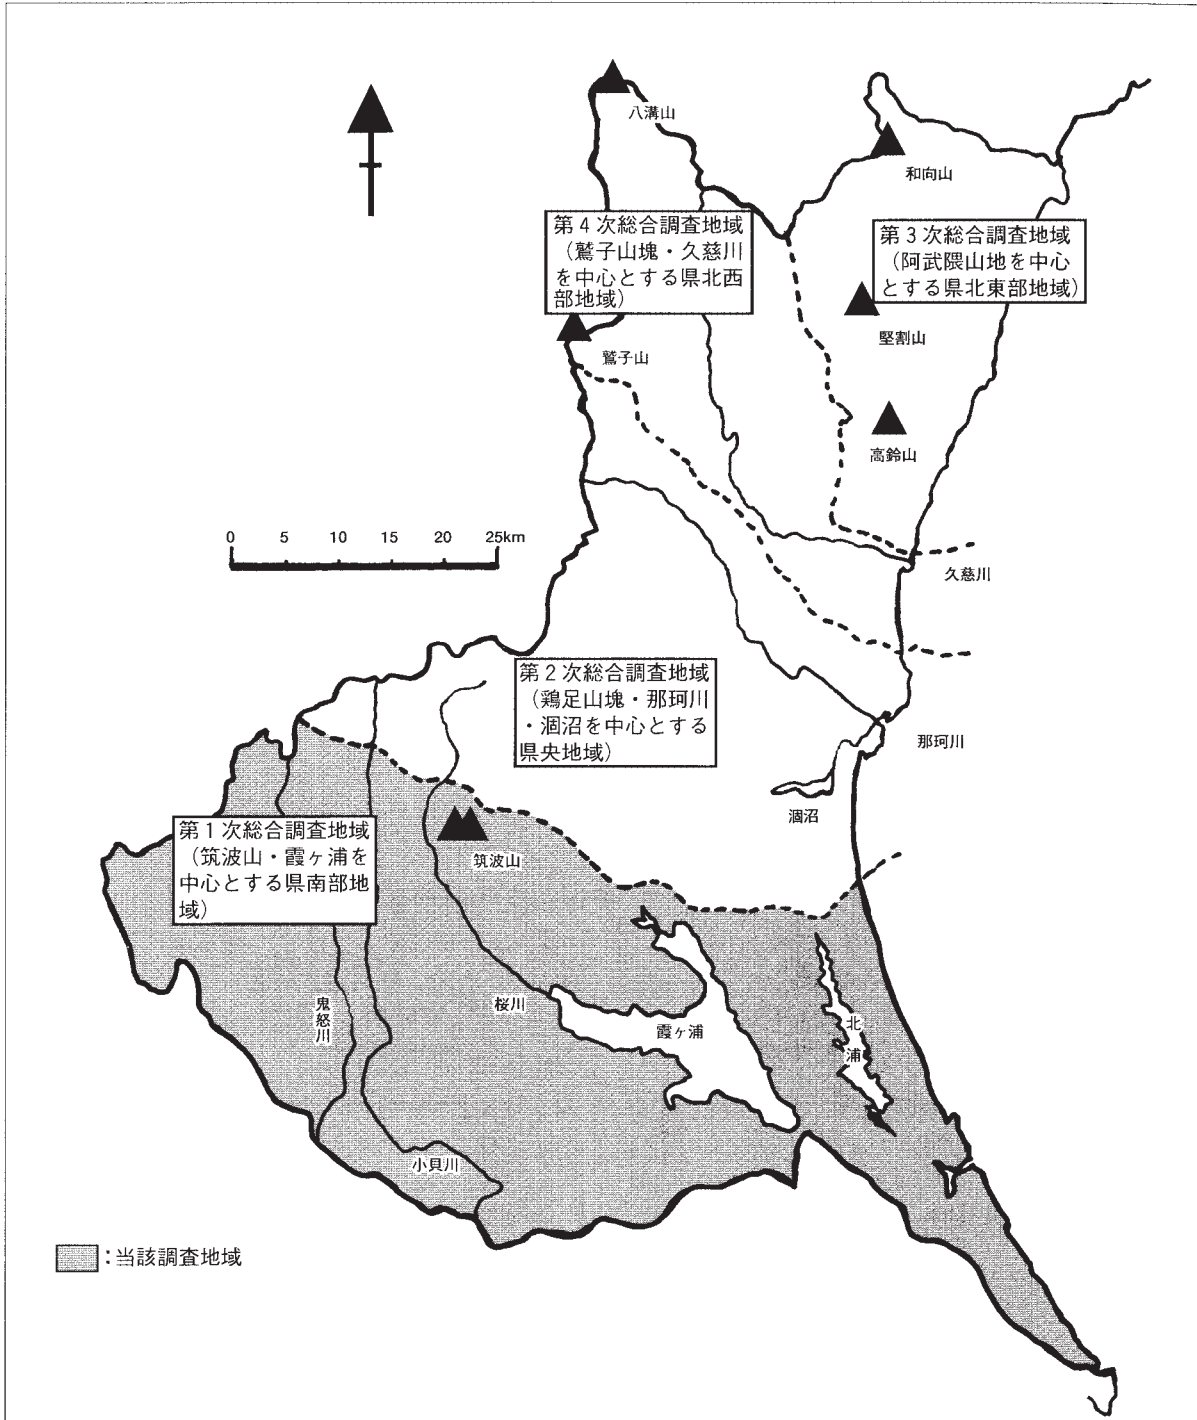 八溝山
和向山
第４次総合調査地域
（鷲子山塊・久慈川
を中心とする県北西
部地域）
第３次総合調査地域
（阿武隈山地を中心
とする県北東部地域）
竪割山
鷲子山
高鈴山
0 5 10 15 20 25km
久慈川
第２次総合調査地域
（鶏足山塊・那珂川
・涸沼を中心とする
県央地域）
那珂川
涸沼
第１次総合調査地域
（筑波山・霞ヶ浦を
中心とする県南部地
域）
筑波山
鬼怒川
桜川
霞ヶ浦
北浦
小貝川
：当該調査地域